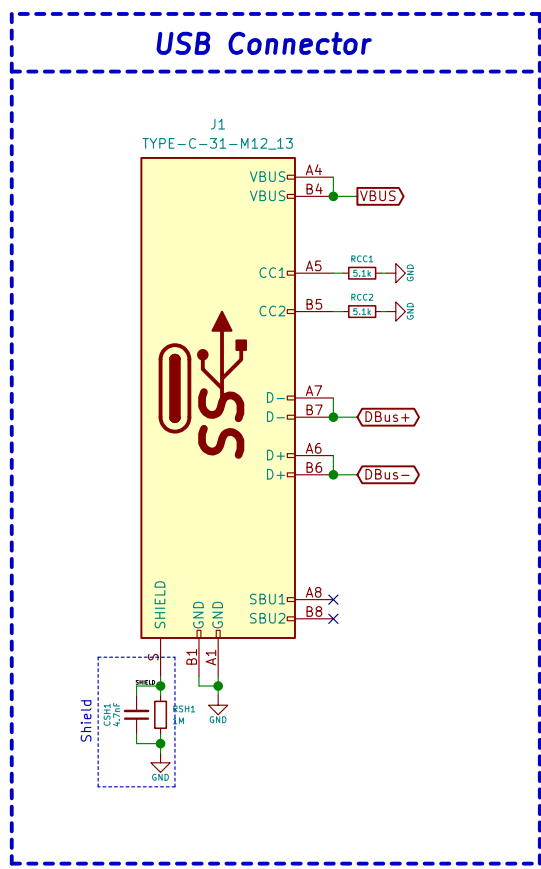 USB Connector
J1
TYPE-C-31-M12_13
VBUS A4
VBUS B4 VBUS
CC1 A5 RCC1 5.1k GND
CC2 B5 RCC2 5.1k GND
D- A7
D- B7 DBus+
D+ A6
D+ B6 DBus-
SS
SBU1 A8
SBU2 B8
SHIELD GND GND
S B1 A1
SHIELD
Shield
CSH1
4.7nF
RSH1
1M
GND
GND